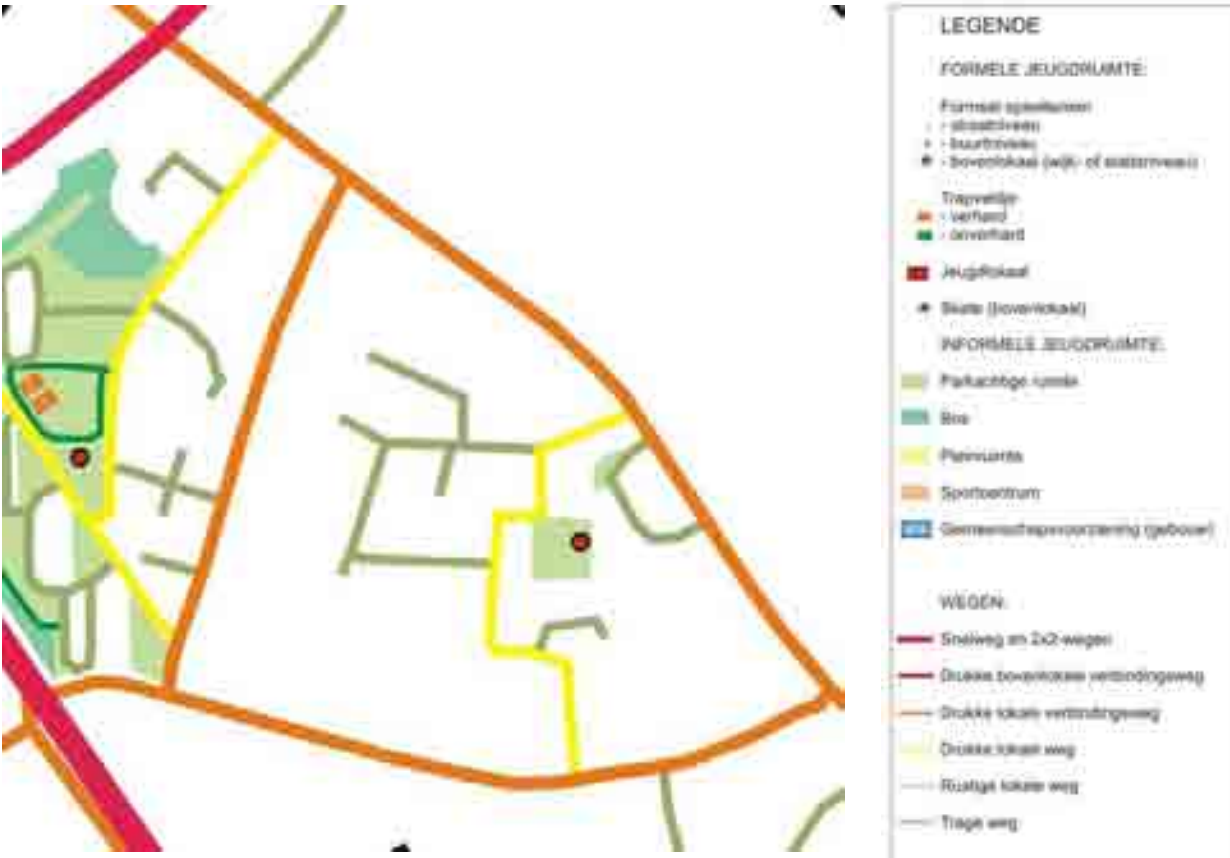 LEGENDE
FORMELE JEUGDRUIMTE:
Formeel speelterrein
- straatniveau
- buurtniveau
- bovenlokaal (wijk- of stadsniveau)
Trapveldje
- verhard
- onverhard
Jeugdlokaal
Skate (bovenlokaal)
INFORMELE JEUGDRUIMTE:
Parkachtige ruimte
Bos
Pleinruimte
Sportcentrum
Gemeenschapsvoorziening (gebouw)
WEGEN:
Snelweg en 2x2-wegen
Drukke bovenlokale verbindingsweg
Drukke lokale verbindingsweg
Drukke lokale weg
Rustige lokale weg
Trage weg